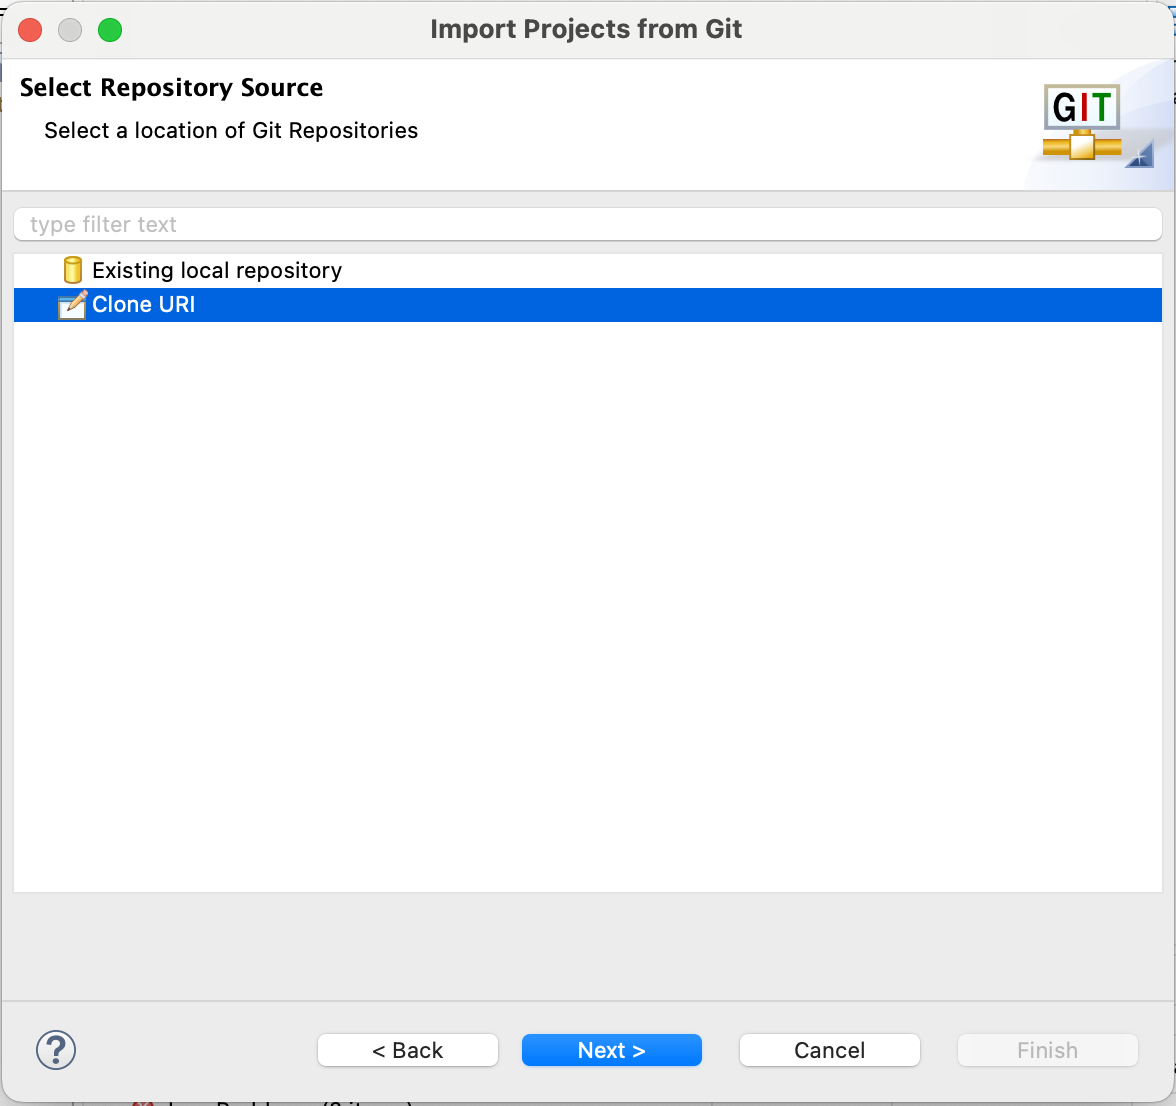 Import Projects from Git
Select Repository Source
Select a location of Git Repositories
GIT
type filter text
Existing local repository
Clone URI
?
< Back
Next >
Cancel
Finish